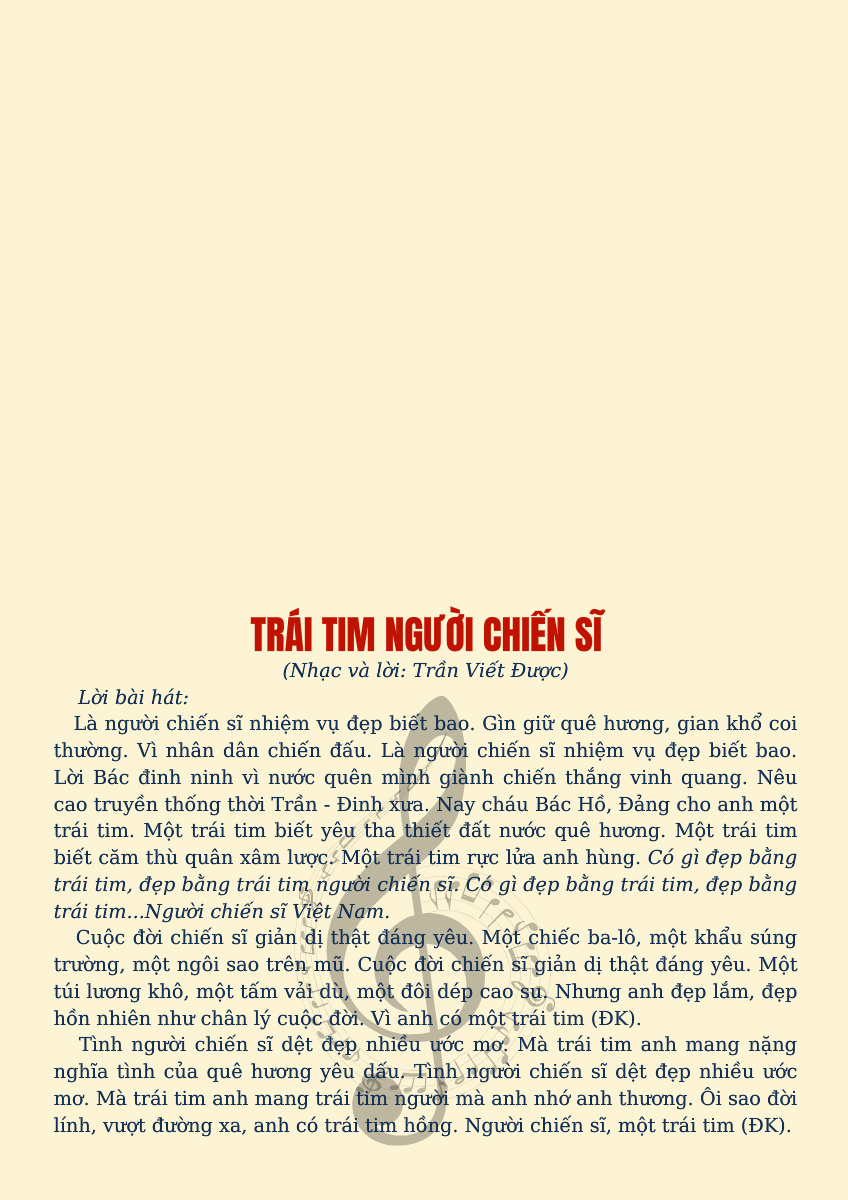 TRÁI TIM NGƯỜI CHIẾN SĨ
(Nhạc và lời: Trần Viết Được)
Lời bài hát:
Là người chiến sĩ nhiệm vụ đẹp biết bao. Gìn giữ quê hương, gian khổ coi
thường. Vì nhân dân chiến đấu. Là người chiến sĩ nhiệm vụ đẹp biết bao.
Lời Bác đinh ninh vì nước quên mình giành chiến thắng vinh quang. Nêu
cao truyền thống thời Trần - Đinh xưa. Nay cháu Bác Hồ, Đảng cho anh một
trái tim. Một trái tim biết yêu tha thiết đất nước quê hương. Một trái tim
biết căm thù quân xâm lược. Một trái tim rực lửa anh hùng. Có gì đẹp bằng
trái tim, đẹp bằng trái tim người chiến sĩ. Có gì đẹp bằng trái tim, đẹp bằng
trái tim...Người chiến sĩ Việt Nam.
Cuộc đời chiến sĩ giản dị thật đáng yêu. Một chiếc ba-lô, một khẩu súng
trường, một ngôi sao trên mũ. Cuộc đời chiến sĩ giản dị thật đáng yêu. Một
túi lương khô, một tấm vải dù, một đôi dép cao su. Nhưng anh đẹp lắm, đẹp
hồn nhiên như chân lý cuộc đời. Vì anh có một trái tim (ĐK).
Tình người chiến sĩ dệt đẹp nhiều ước mơ. Mà trái tim anh mang nặng
nghĩa tình của quê hương yêu dấu. Tình người chiến sĩ dệt đẹp nhiều ước
mơ. Mà trái tim anh mang trái tim người mà anh nhớ anh thương. Ôi sao đời
lính, vượt đường xa, anh có trái tim hồng. Người chiến sĩ, một trái tim (ĐK).